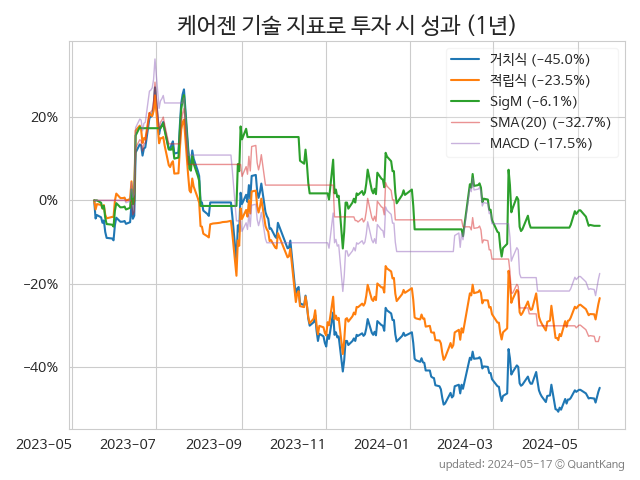 케어젠 기술 지표로 투자 시 성과 (1년)
거치식 (−45.0%)
적립식 (−23.5%)
SigM (−6.1%)
SMA(20) (−32.7%)
MACD (−17.5%)
20%
0%
−20%
−40%
2023-05 2023-07 2023-09 2023-11 2024-01 2024-03 2024-05
updated: 2024-05-17 © QuantKang